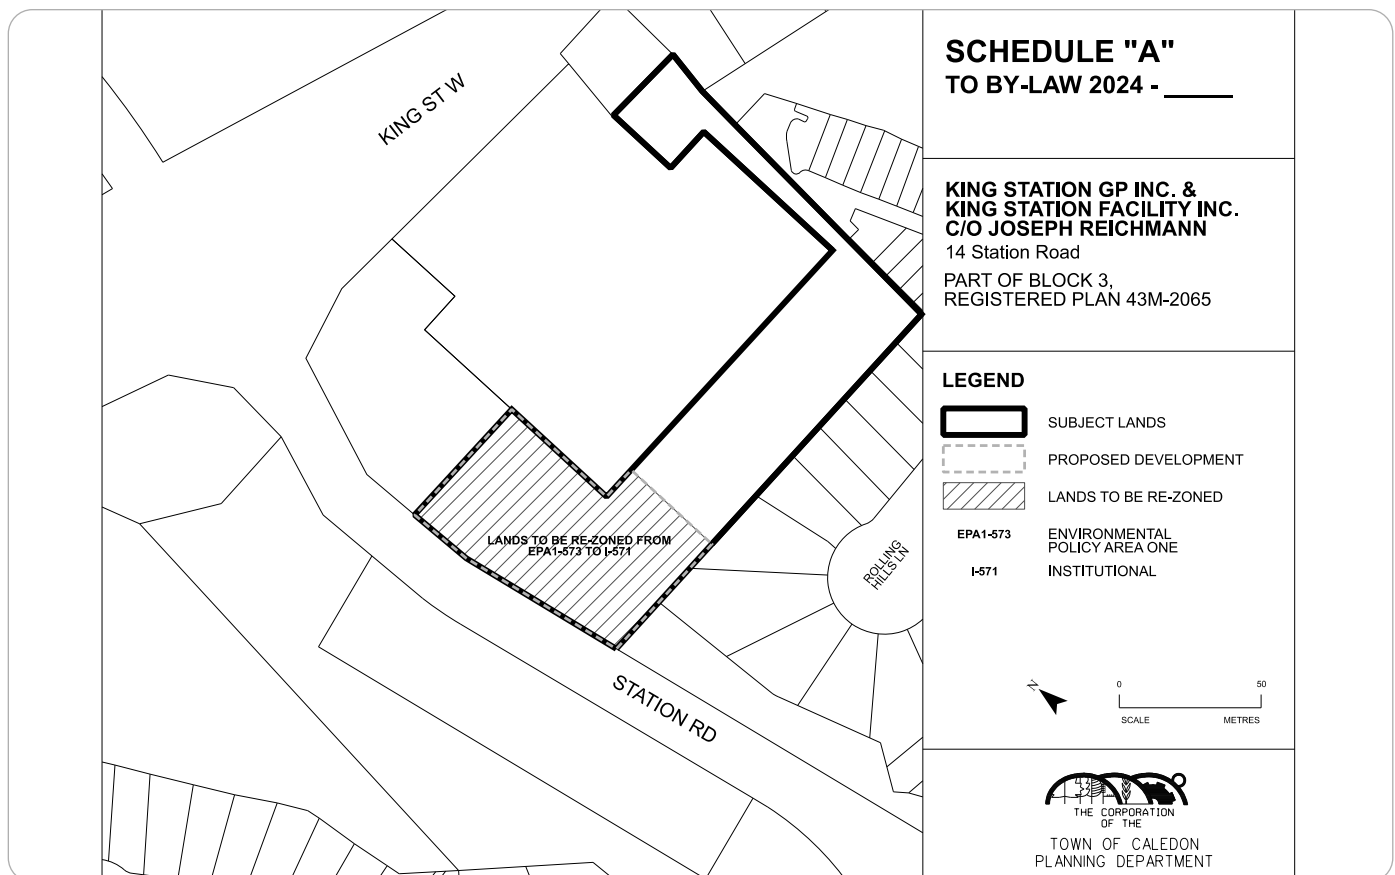 KING ST W
LANDS TO BE RE-ZONED FROM
EPA1-573 TO I-571
ROLLING
HILLS LN
STATION RD
SCHEDULE "A"
TO BY-LAW 2024 - _____
KING STATION GP INC. &
KING STATION FACILITY INC.
C/O JOSEPH REICHMANN
14 Station Road
PART OF BLOCK 3,
REGISTERED PLAN 43M-2065
LEGEND
SUBJECT LANDS
PROPOSED DEVELOPMENT
LANDS TO BE RE-ZONED
EPA1-573 ENVIRONMENTAL
POLICY AREA ONE
I-571 INSTITUTIONAL
N
0 50
SCALE METRES
THE CORPORATION
OF THE
TOWN OF CALEDON
PLANNING DEPARTMENT